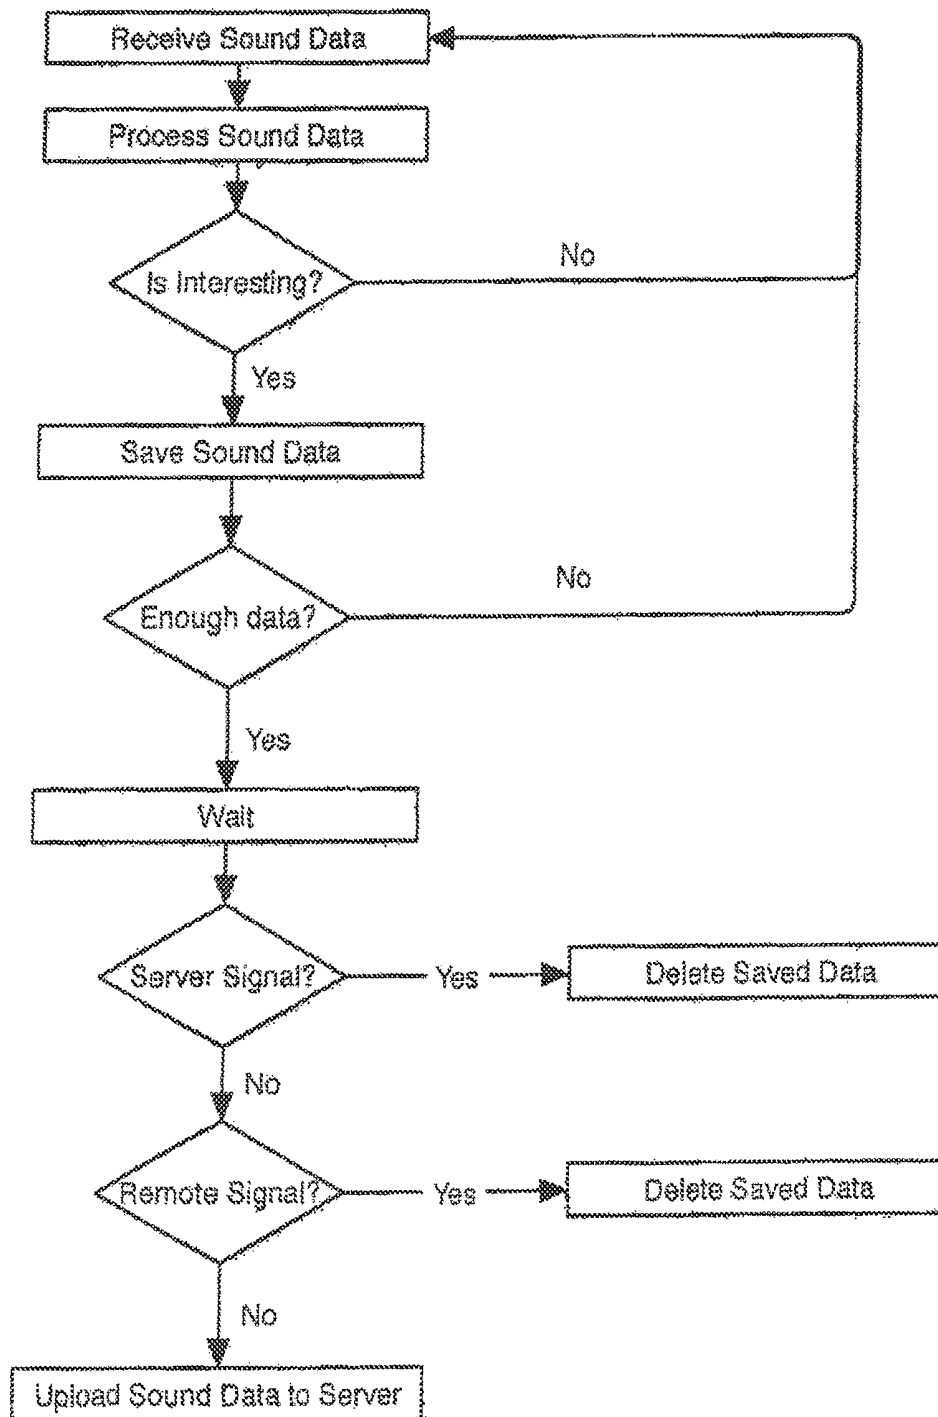 Receive Sound Data
Process Sound Data
Is Interesting?
No
Yes
Save Sound Data
Enough data?
No
Yes
Wait
Server Signal?
Yes
Delete Saved Data
No
Remote Signal?
Yes
Delete Saved Data
No
Upload Sound Data to Server